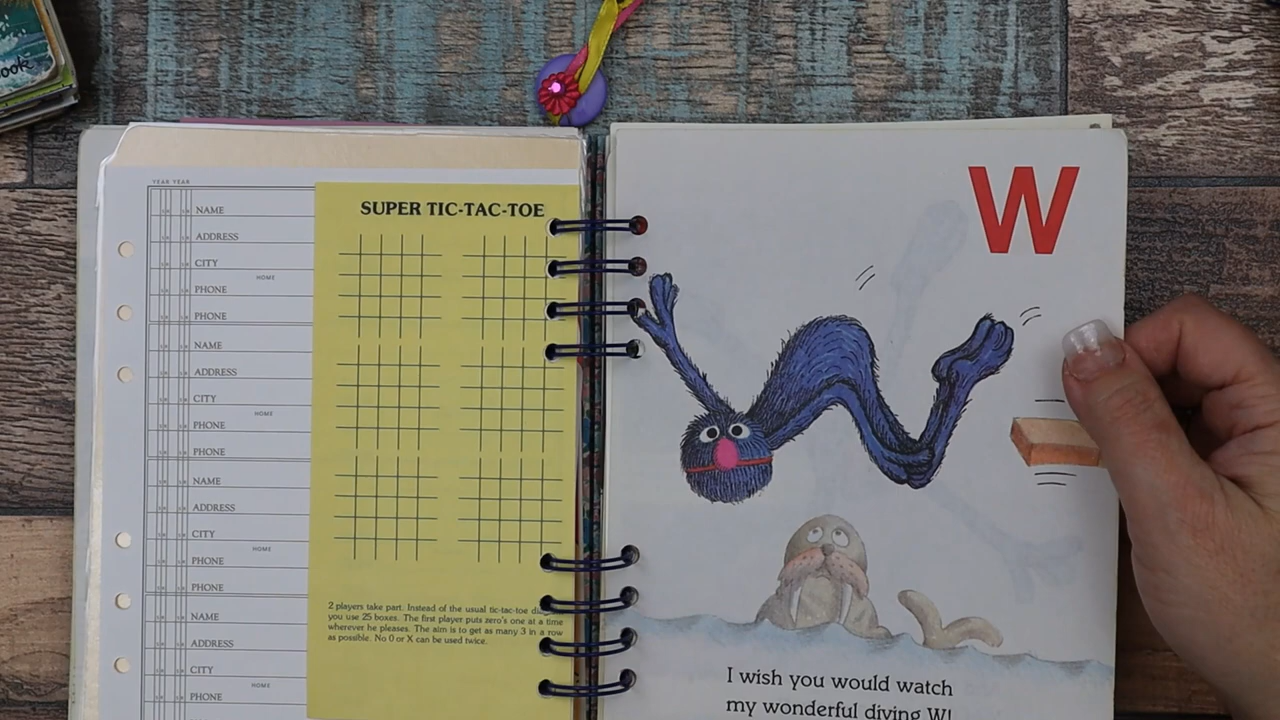 ook
YEAR YEAR
NAME
ADDRESS
CITY
HOME
PHONE
PHONE
NAME
ADDRESS
CITY
HOME
PHONE
PHONE
NAME
ADDRESS
CITY
HOME
PHONE
PHONE
NAME
ADDRESS
CITY
HOME
PHONE
SUPER TIC-TAC-TOE
2 players take part. Instead of the usual tic-tac-toe
you use 25 boxes. The first player puts zero's one at a time
wherever he pleases. The aim is to get as many 3 in a row
as possible. No 0 or X can be used twice.
W
I wish you would watch
my wonderful diving W!